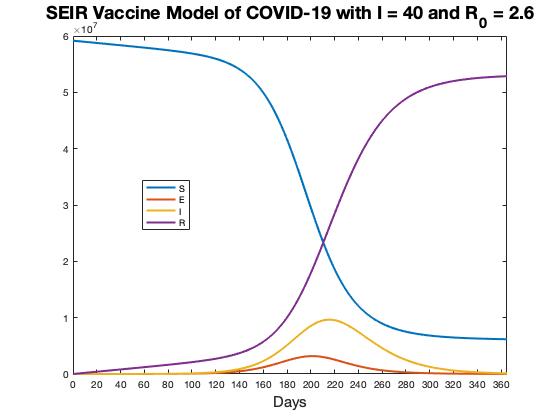 SEIR Vaccine Model of COVID-19 with I = 40 and R0 = 2.6
×10^7
6
5
4
3
2
1
0
S
E
I
R
0 20 40 60 80 100 120 140 160 180 200 220 240 260 280 300 320 340 360
Days